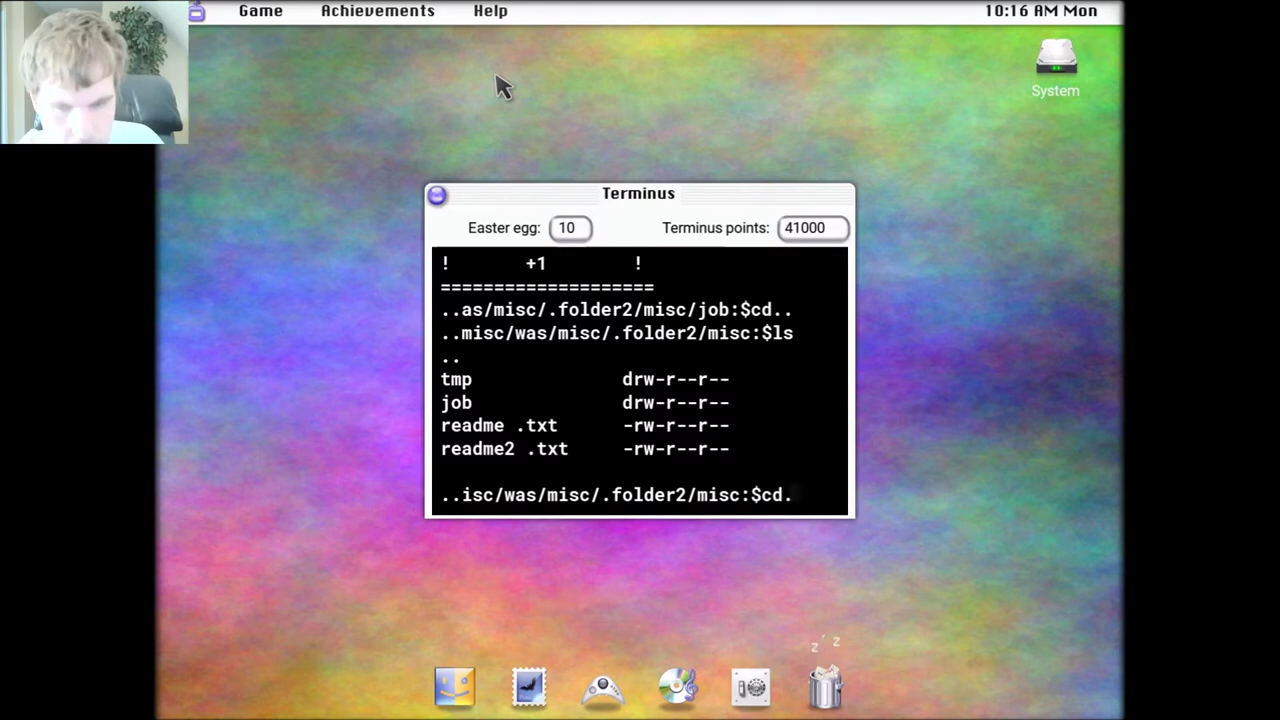 Game Achievements Help 10:16 AM Mon
System
Terminus
Easter egg: 10 Terminus points: 41000
! +1 !
====================
..as/misc/.folder2/misc/job:$cd..
..misc/was/misc/.folder2/misc:$ls
..
tmp drw-r--r--
job drw-r--r--
readme .txt -rw-r--r--
readme2 .txt -rw-r--r--
..isc/was/misc/.folder2/misc:$cd.
z z